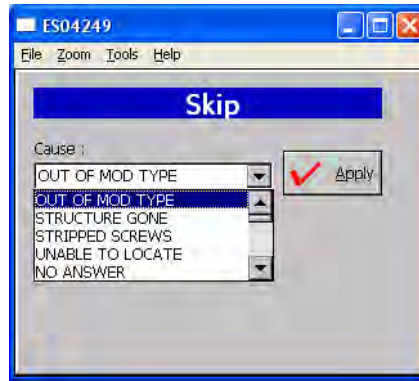 ES04249
File Zoom Tools Help
Skip
Cause :
OUT OF MOD TYPE
Apply
OUT OF MOD TYPE
STRUCTURE GONE
STRIPPED SCREWS
UNABLE TO LOCATE
NO ANSWER